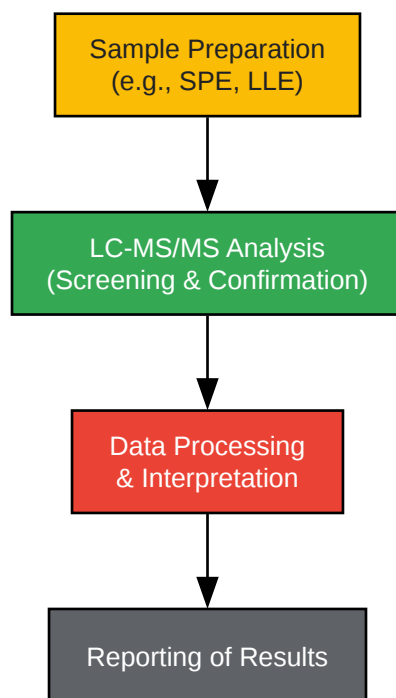 Sample Preparation
(e.g., SPE, LLE)
LC-MS/MS Analysis
(Screening & Confirmation)
Data Processing
& Interpretation
Reporting of Results